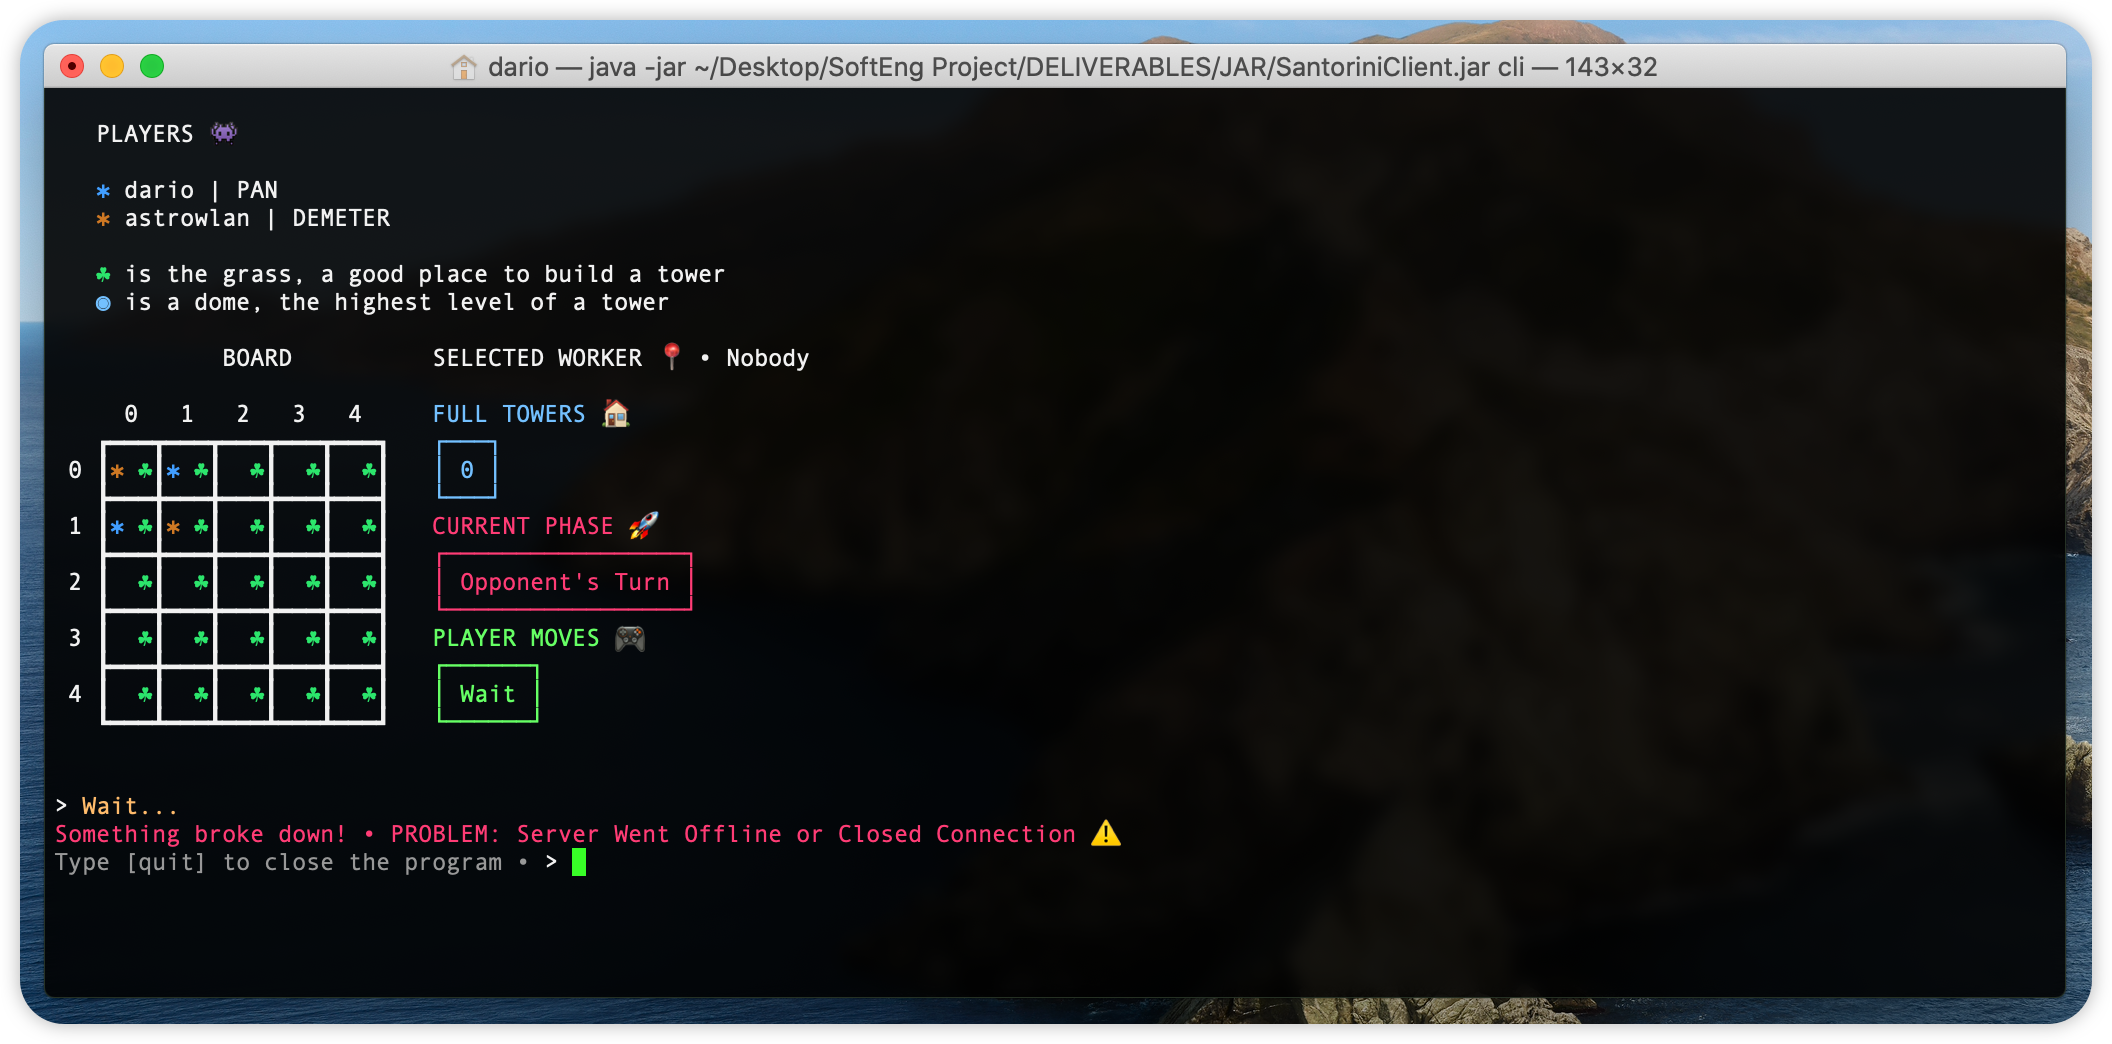 dario — java -jar ~/Desktop/SoftEng Project/DELIVERABLES/JAR/SantoriniClient.jar cli — 143×32
PLAYERS 👾
* dario | PAN
* astrowlan | DEMETER
☘ is the grass, a good place to build a tower
◉ is a dome, the highest level of a tower
BOARD SELECTED WORKER 📍 • Nobody
0 1 2 3 4 FULL TOWERS 🏠
0 * ☘ * ☘ ☘ ☘ ☘ 0
1 * ☘ * ☘ ☘ ☘ ☘ CURRENT PHASE 🚀
2 ☘ ☘ ☘ ☘ ☘ Opponent's Turn
3 ☘ ☘ ☘ ☘ ☘ PLAYER MOVES 🎮
4 ☘ ☘ ☘ ☘ ☘ Wait
> Wait...
Something broke down! • PROBLEM: Server Went Offline or Closed Connection ⚠️
Type [quit] to close the program • >